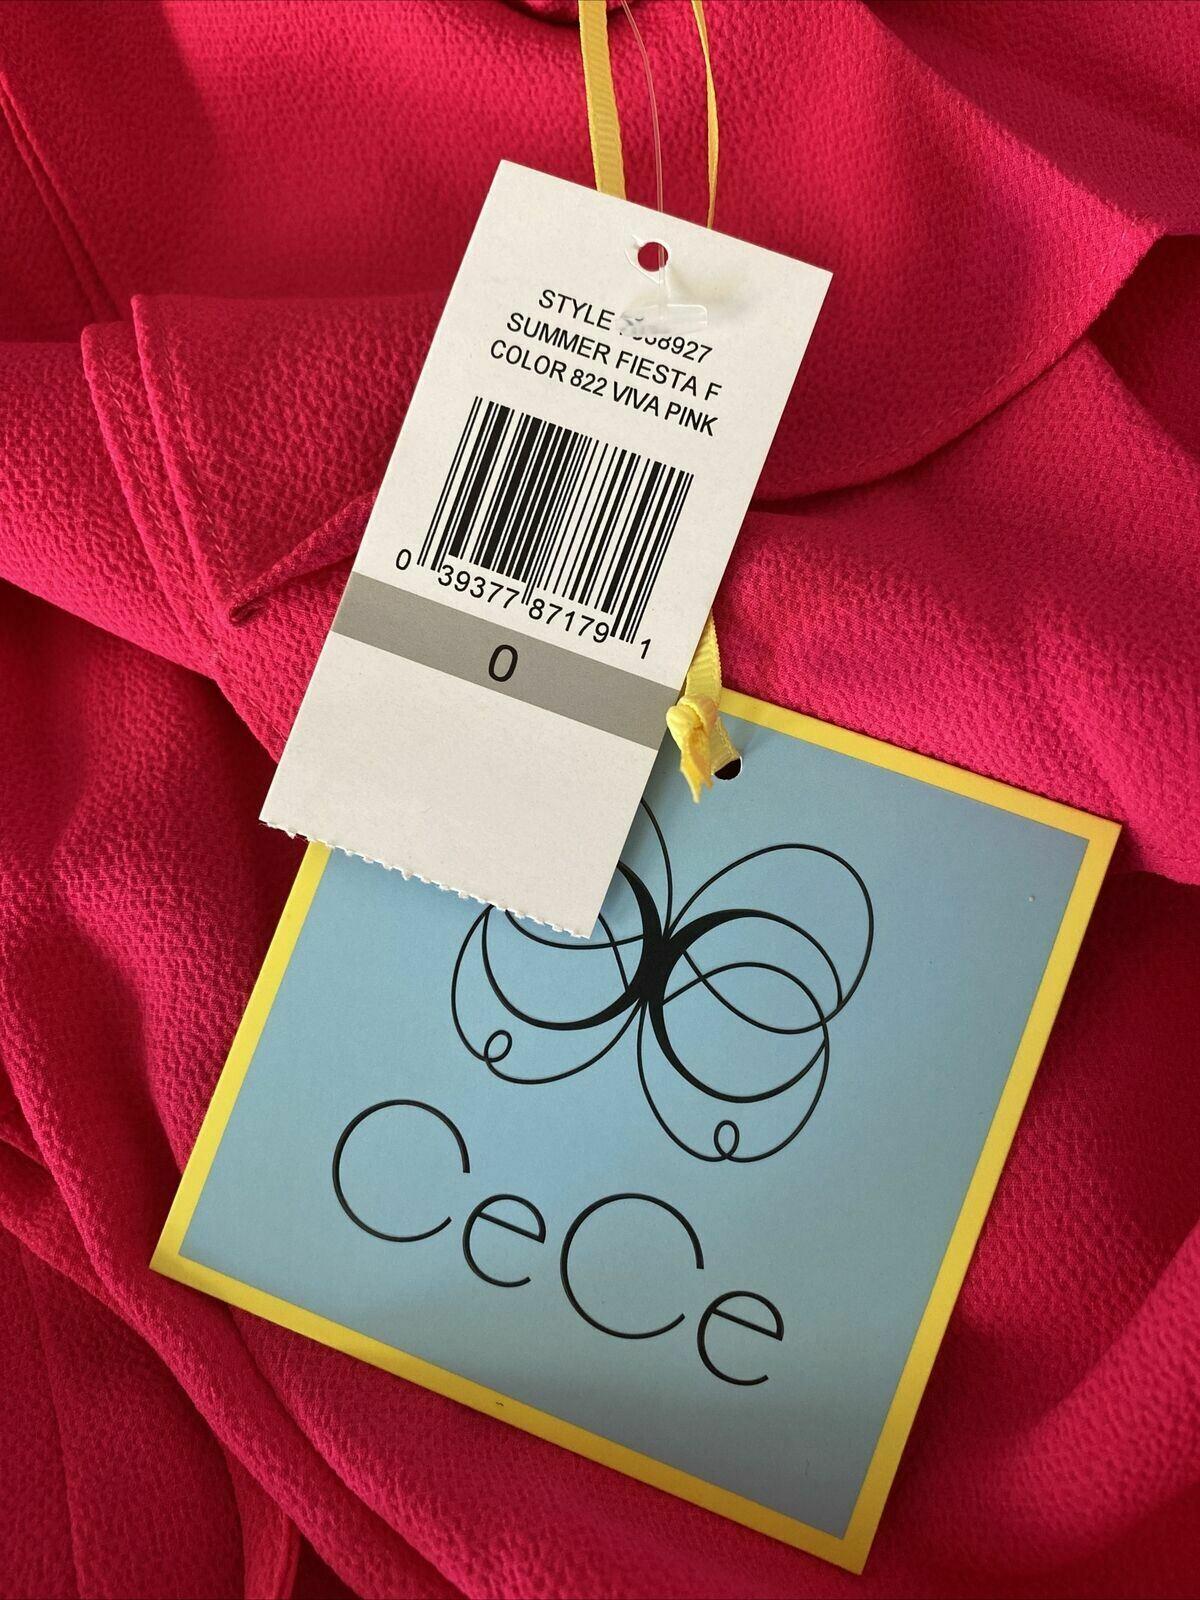 STYLE
SUMMER FIESTA F
COLOR 822 VIVA PINK
0 39377 87179 1
0
CeCe